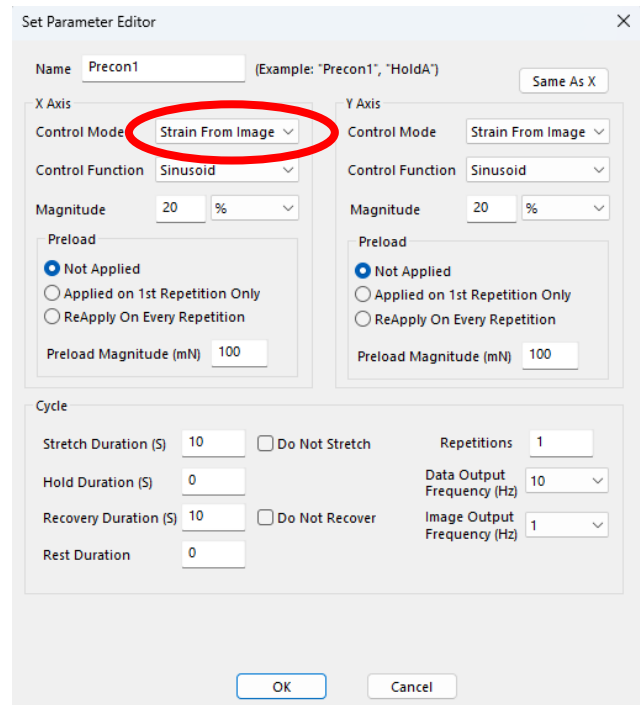 Set Parameter Editor
Name Precon1 (Example: "Precon1", "HoldA")
Same As X
X Axis
Control Mode Strain From Image
Control Function Sinusoid
Magnitude 20 %
Preload
Not Applied
Applied on 1st Repetition Only
ReApply On Every Repetition
Preload Magnitude (mN) 100
Y Axis
Control Mode Strain From Image
Control Function Sinusoid
Magnitude 20 %
Preload
Not Applied
Applied on 1st Repetition Only
ReApply On Every Repetition
Preload Magnitude (mN) 100
Cycle
Stretch Duration (S) 10 Do Not Stretch
Hold Duration (S) 0
Recovery Duration (S) 10 Do Not Recover
Rest Duration 0
Repetitions 1
Data Output
Frequency (Hz) 10
Image Output
Frequency (Hz) 1
OK
Cancel